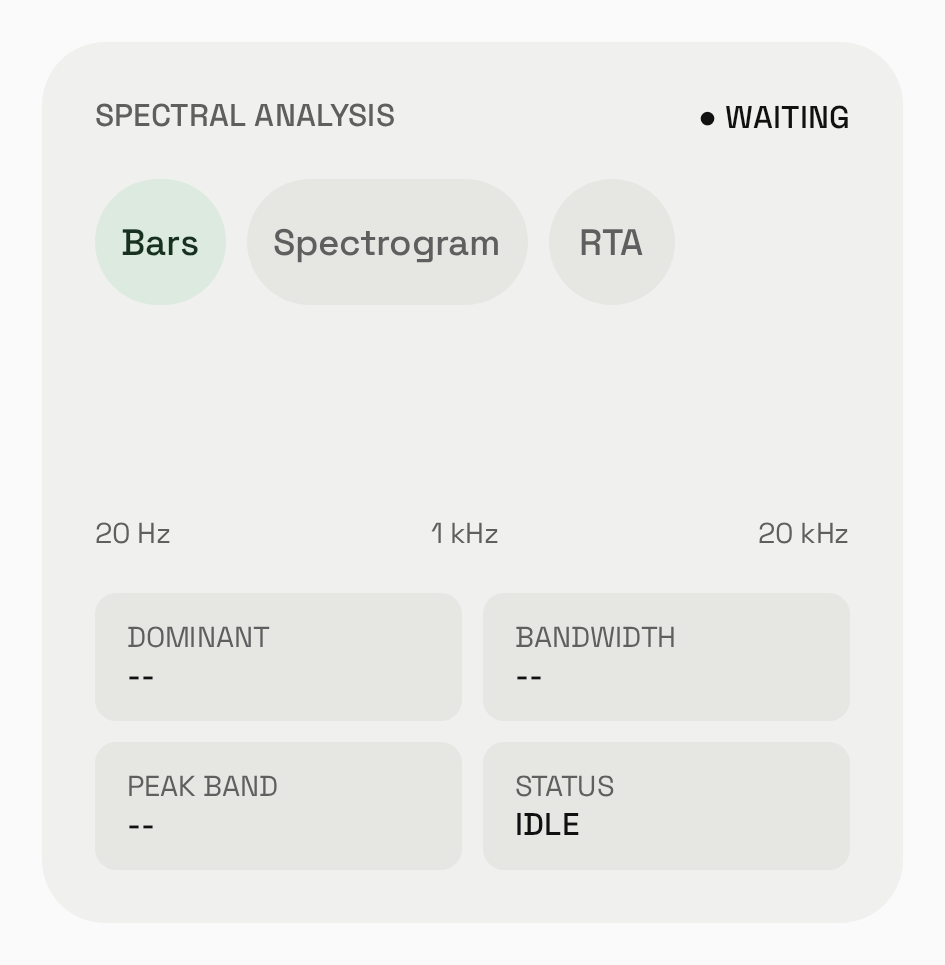 SPECTRAL ANALYSIS
● WAITING
Bars
Spectrogram
RTA
20 Hz
1 kHz
20 kHz
DOMINANT
--
BANDWIDTH
--
PEAK BAND
--
STATUS
IDLE